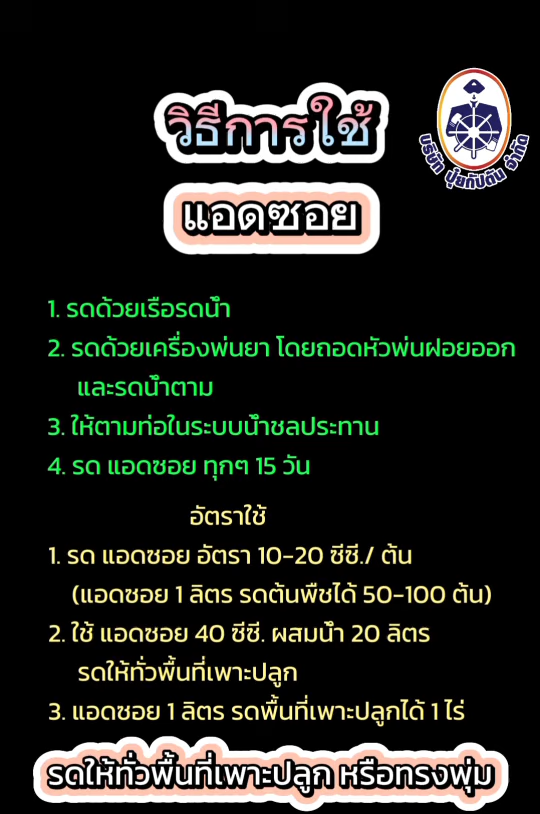 วิธีการใช้
บริษัท ปุ๋ยกัปตัน จำกัด
แอดซอย
1. รดด้วยเรือรดน้ำ
2. รดด้วยเครื่องพ่นยา โดยถอดหัวพ่นฝอยออก
และรดน้ำตาม
3. ให้ตามท่อในระบบน้ำชลประทาน
4. รด แอดซอย ทุกๆ 15 วัน
อัตราใช้
1. รด แอดซอย อัตรา 10-20 ซีซี./ ต้น
(แอดซอย 1 ลิตร รดต้นพืชได้ 50-100 ต้น)
2. ใช้ แอดซอย 40 ซีซี. ผสมน้ำ 20 ลิตร
รดให้ทั่วพื้นที่เพาะปลูก
3. แอดซอย 1 ลิตร รดพื้นที่เพาะปลูกได้ 1 ไร่
รดให้ทั่วพื้นที่เพาะปลูก หรือทรงพุ่ม